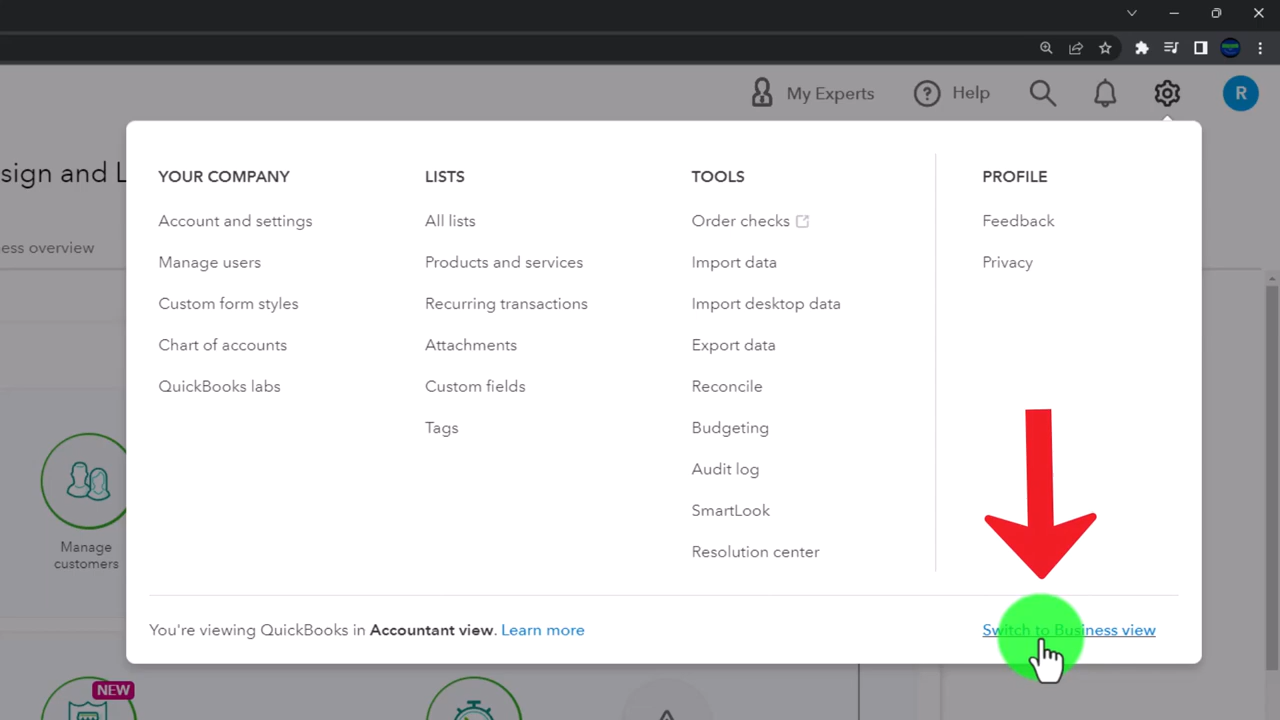 My Experts
Help
R
sign and L
ess overview
YOUR COMPANY
Account and settings
Manage users
Custom form styles
Chart of accounts
QuickBooks labs
LISTS
All lists
Products and services
Recurring transactions
Attachments
Custom fields
Tags
TOOLS
Order checks
Import data
Import desktop data
Export data
Reconcile
Budgeting
Audit log
SmartLook
Resolution center
PROFILE
Feedback
Privacy
Manage
customers
You're viewing QuickBooks in Accountant view. Learn more
Switch to Business view
NEW